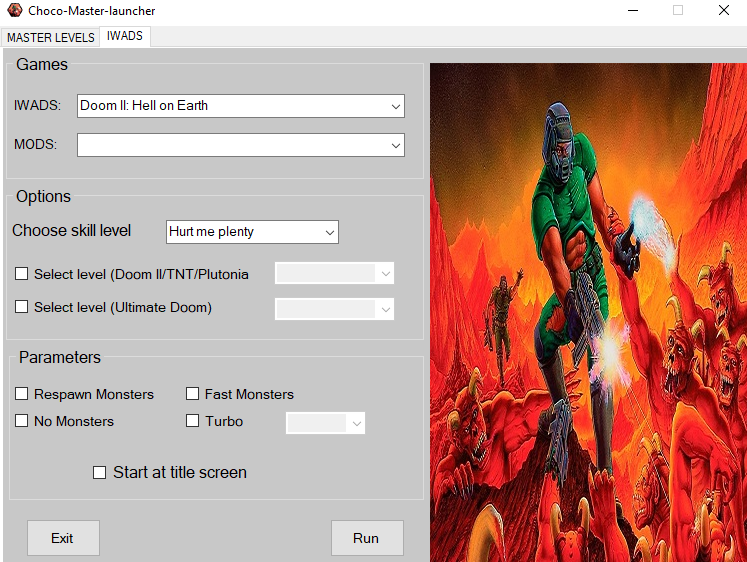 Choco-Master-launcher
MASTER LEVELS IWADS
Games
IWADS: Doom II: Hell on Earth
MODS:
Options
Choose skill level Hurt me plenty
Select level (Doom II/TNT/Plutonia
Select level (Ultimate Doom)
Parameters
Respawn Monsters Fast Monsters
No Monsters Turbo
Start at title screen
Exit Run